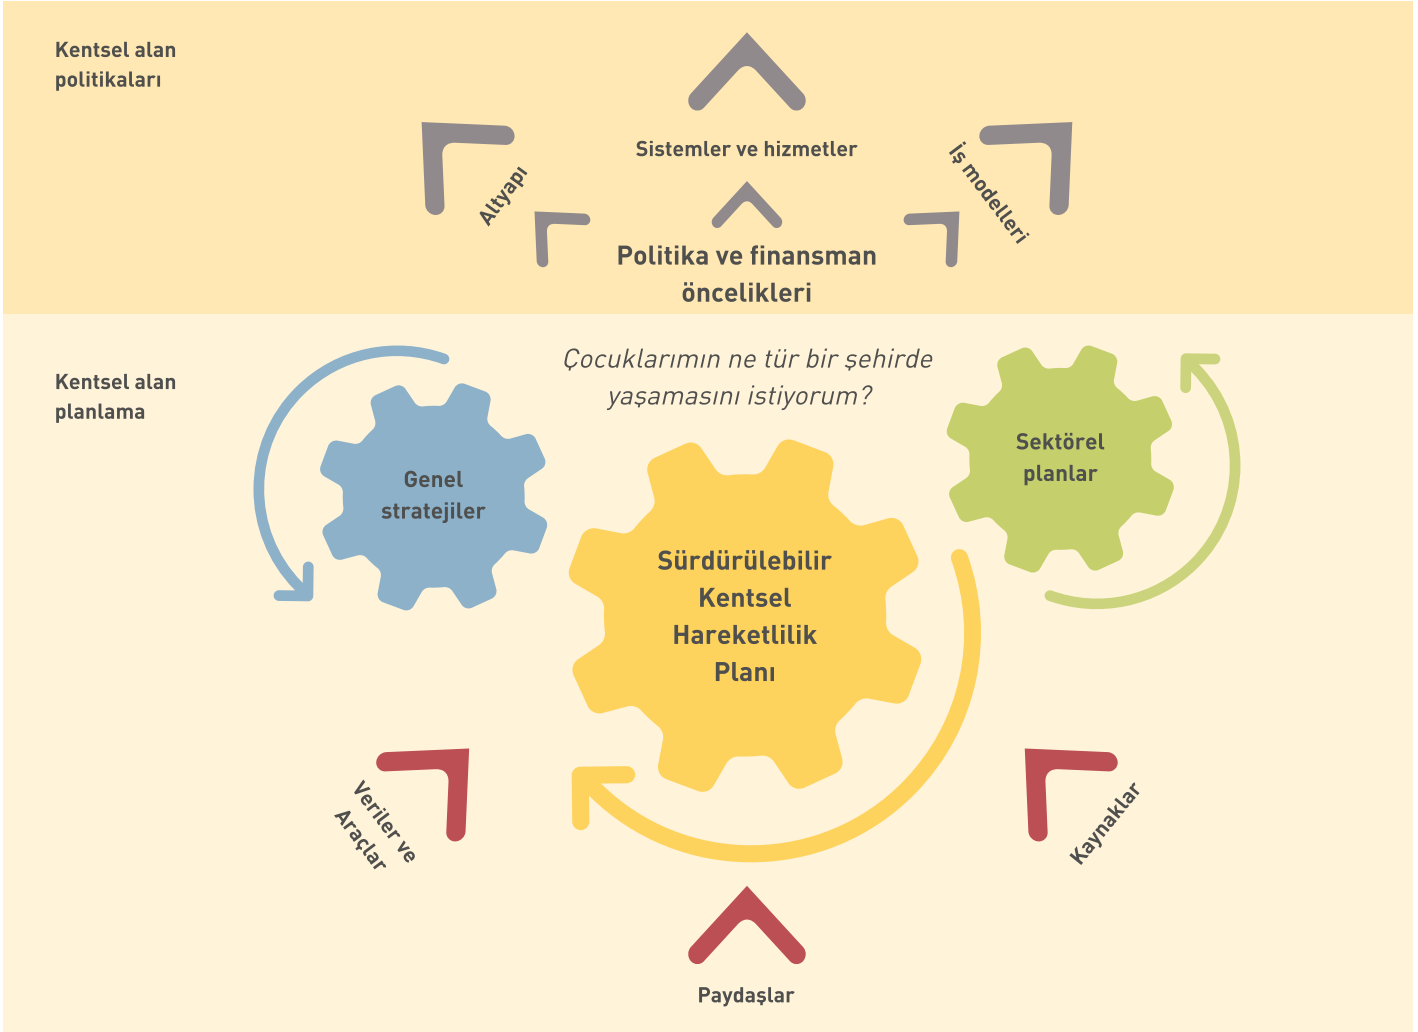 Kentsel alan
politikaları
Sistemler ve hizmetler
Altyapı
İş modelleri
Politika ve finansman
öncelikleri
Kentsel alan
planlama
Çocuklarımın ne tür bir şehirde
yaşamasını istiyorum?
Genel
stratejiler
Sektörel
planlar
Sürdürülebilir
Kentsel
Hareketlilik
Planı
Veriler ve
Araçlar
Kaynaklar
Paydaşlar